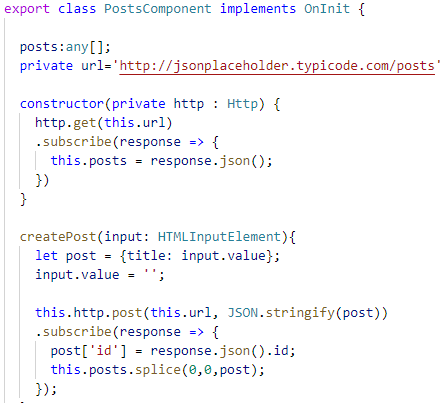 export class PostsComponent implements OnInit {
posts:any[];
private url='http://jsonplaceholder.typicode.com/posts'
constructor(private http : Http) {
http.get(this.url)
.subscribe(response => {
this.posts = response.json();
})
}
createPost(input: HTMLInputElement){
let post = {title: input.value};
input.value = '';
this.http.post(this.url, JSON.stringify(post))
.subscribe(response => {
post['id'] = response.json().id;
this.posts.splice(0,0,post);
});